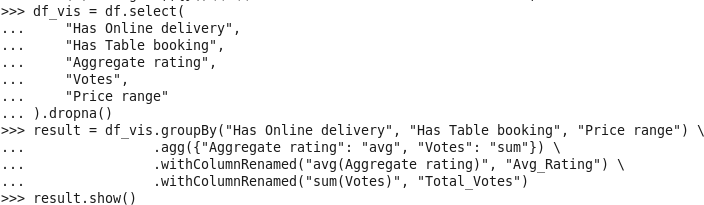 >>> df_vis = df.select(
...     "Has Online delivery",
...     "Has Table booking",
...     "Aggregate rating",
...     "Votes",
...     "Price range"
... ).dropna()
>>> result = df_vis.groupBy("Has Online delivery", "Has Table booking", "Price range") \
...                .agg({"Aggregate rating": "avg", "Votes": "sum"}) \
...                .withColumnRenamed("avg(Aggregate rating)", "Avg_Rating") \
...                .withColumnRenamed("sum(Votes)", "Total_Votes")
>>> result.show()